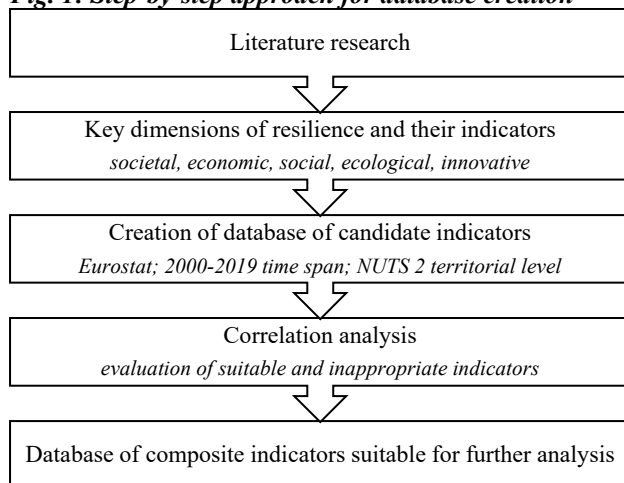 Fig. 1: Step-by-step approach for database creation
Literature research
Key dimensions of resilience and their indicators
societal, economic, social, ecological, innovative
Creation of database of candidate indicators
Eurostat; 2000-2019 time span; NUTS 2 territorial level
Correlation analysis
evaluation of suitable and inappropriate indicators
Database of composite indicators suitable for further analysis